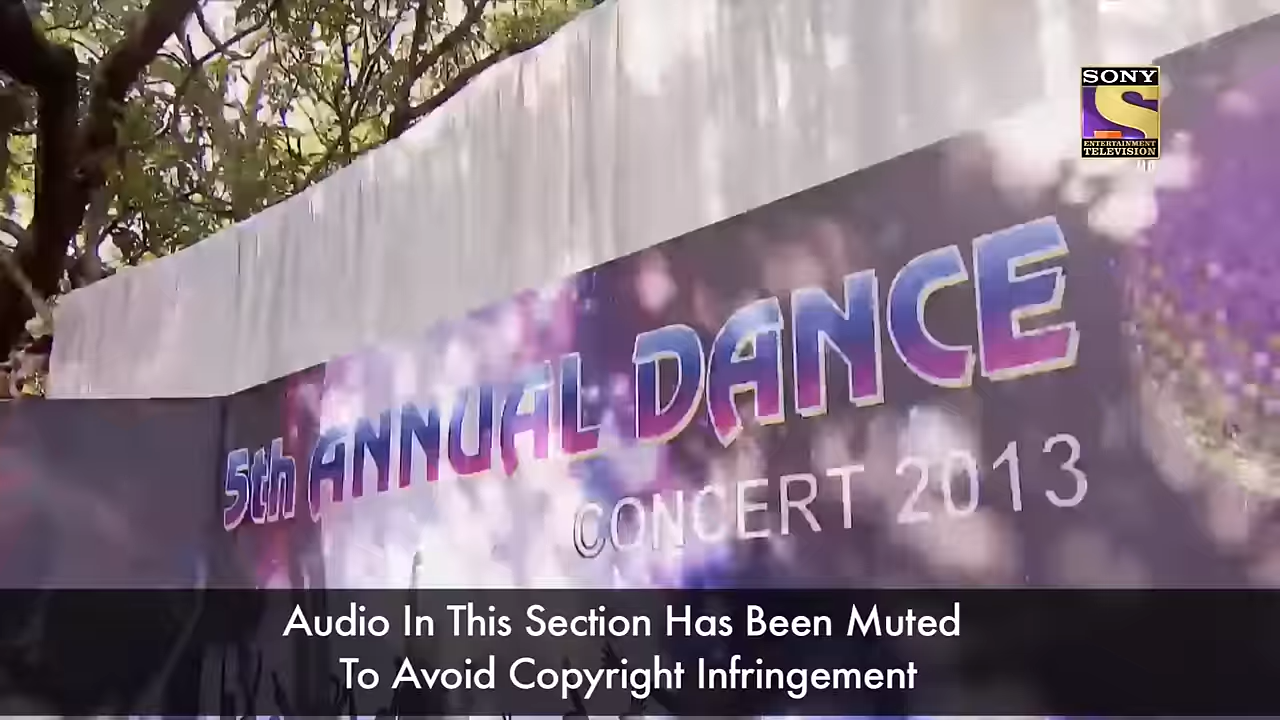 SONY
ENTERTAINMENT
TELEVISION
HD
5th ANNUAL DANCE
CONCERT 2013
Audio In This Section Has Been Muted
To Avoid Copyright Infringement